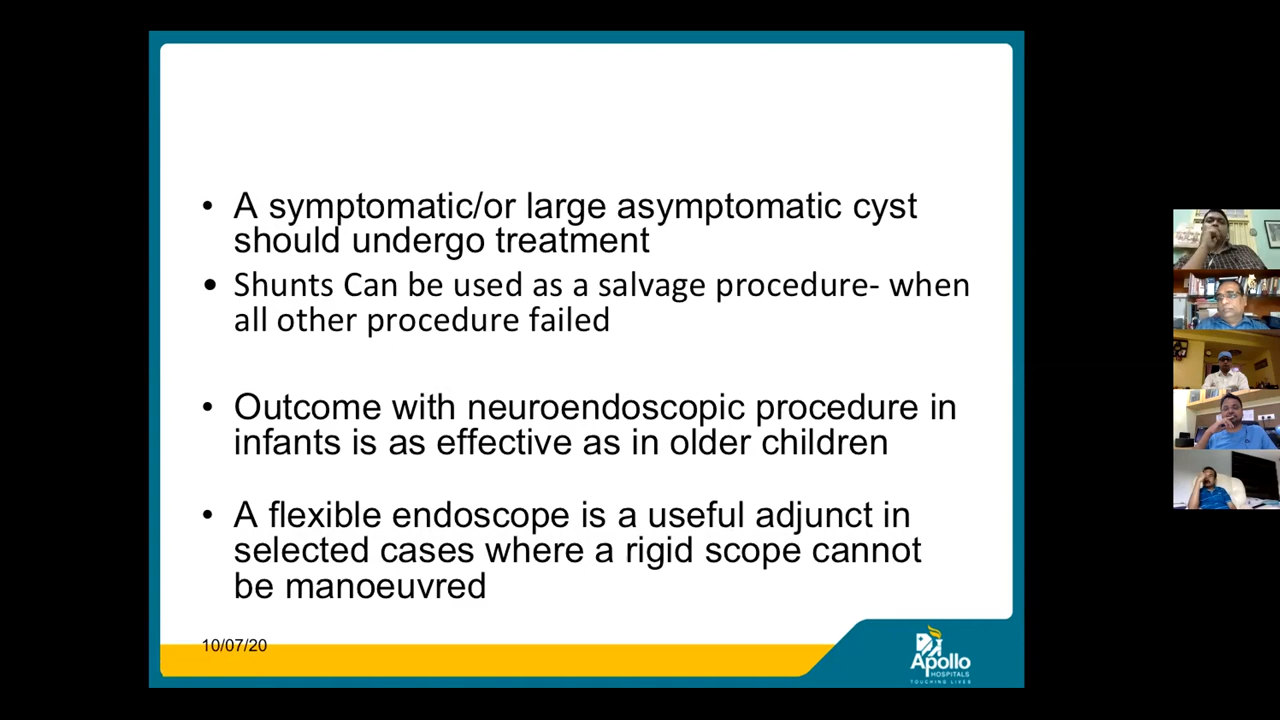 • A symptomatic/or large asymptomatic cyst
should undergo treatment
• Shunts Can be used as a salvage procedure- when
all other procedure failed
• Outcome with neuroendoscopic procedure in
infants is as effective as in older children
• A flexible endoscope is a useful adjunct in
selected cases where a rigid scope cannot
be manoeuvred
10/07/20
Apollo
HOSPITALS
TOUCHING LIVES